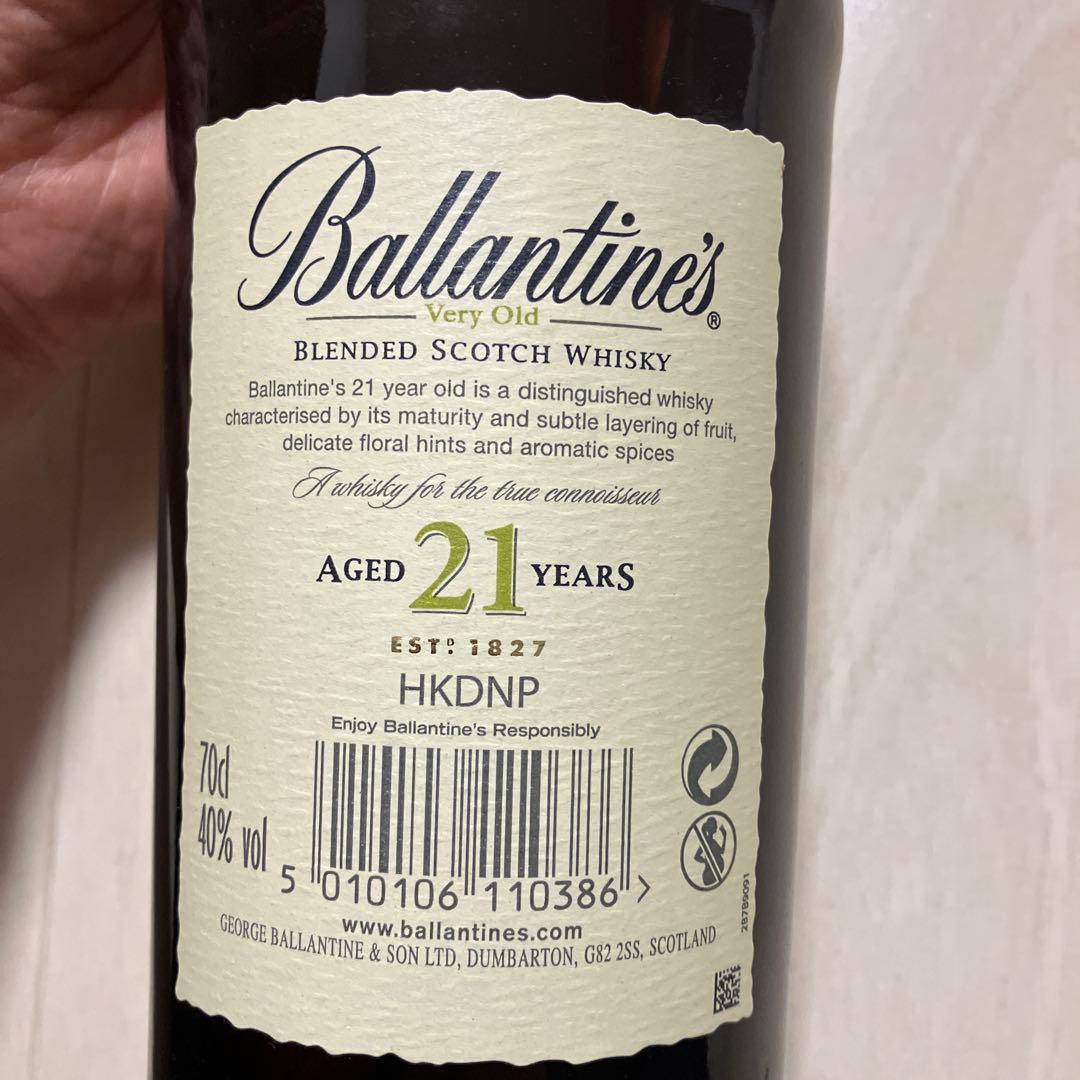 Ballantine's®
Very Old
BLENDED SCOTCH WHISKY
Ballantine's 21 year old is a distinguished whisky
characterised by its maturity and subtle layering of fruit,
delicate floral hints and aromatic spices
A whisky for the true connoisseur
AGED 21 YEARS
ESTD. 1827
HKDNP
Enjoy Ballantine's Responsibly
70cl
40% vol
5 010106 110386 >
www.ballantines.com
GEORGE BALLANTINE & SON LTD, DUMBARTON, G82 2SS, SCOTLAND
2B7B9091